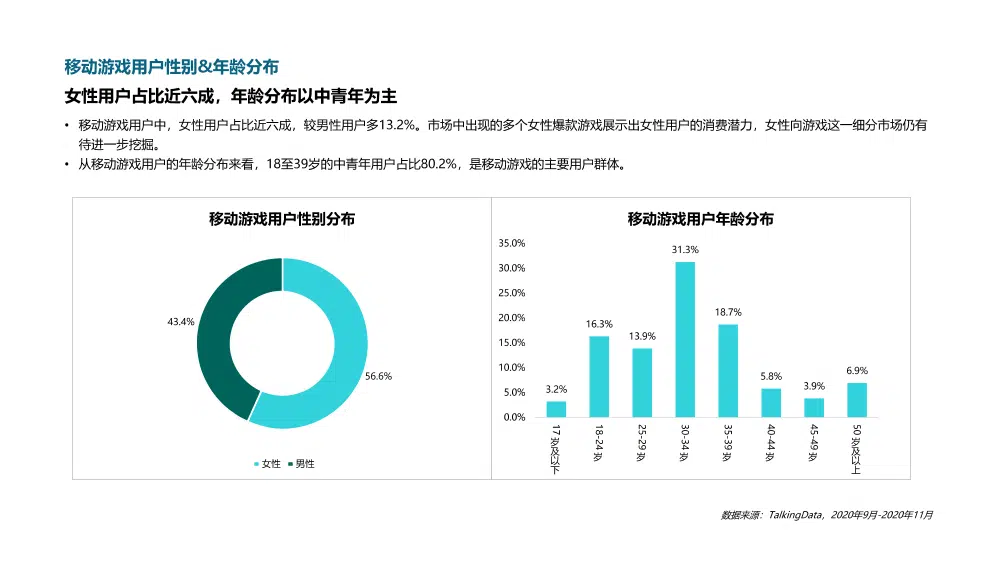 移动游戏用户性别&年龄分布
女性用户占比近六成，年龄分布以中青年为主
• 移动游戏用户中，女性用户占比近六成，较男性用户多13.2%。市场中出现的多个女性爆款游戏展示出女性用户的消费潜力，女性向游戏这一细分市场仍有
待进一步挖掘。
• 从移动游戏用户的年龄分布来看，18至39岁的中青年用户占比80.2%，是移动游戏的主要用户群体。
移动游戏用户性别分布
43.4%
56.6%
女性 男性
移动游戏用户年龄分布
35.0%
30.0%
25.0%
20.0%
15.0%
10.0%
5.0%
0.0%
3.2%
16.3%
13.9%
31.3%
18.7%
5.8%
3.9%
6.9%
17岁及以下
18-24岁
25-29岁
30-34岁
35-39岁
40-44岁
45-49岁
50岁及以上
数据来源：TalkingData，2020年9月-2020年11月